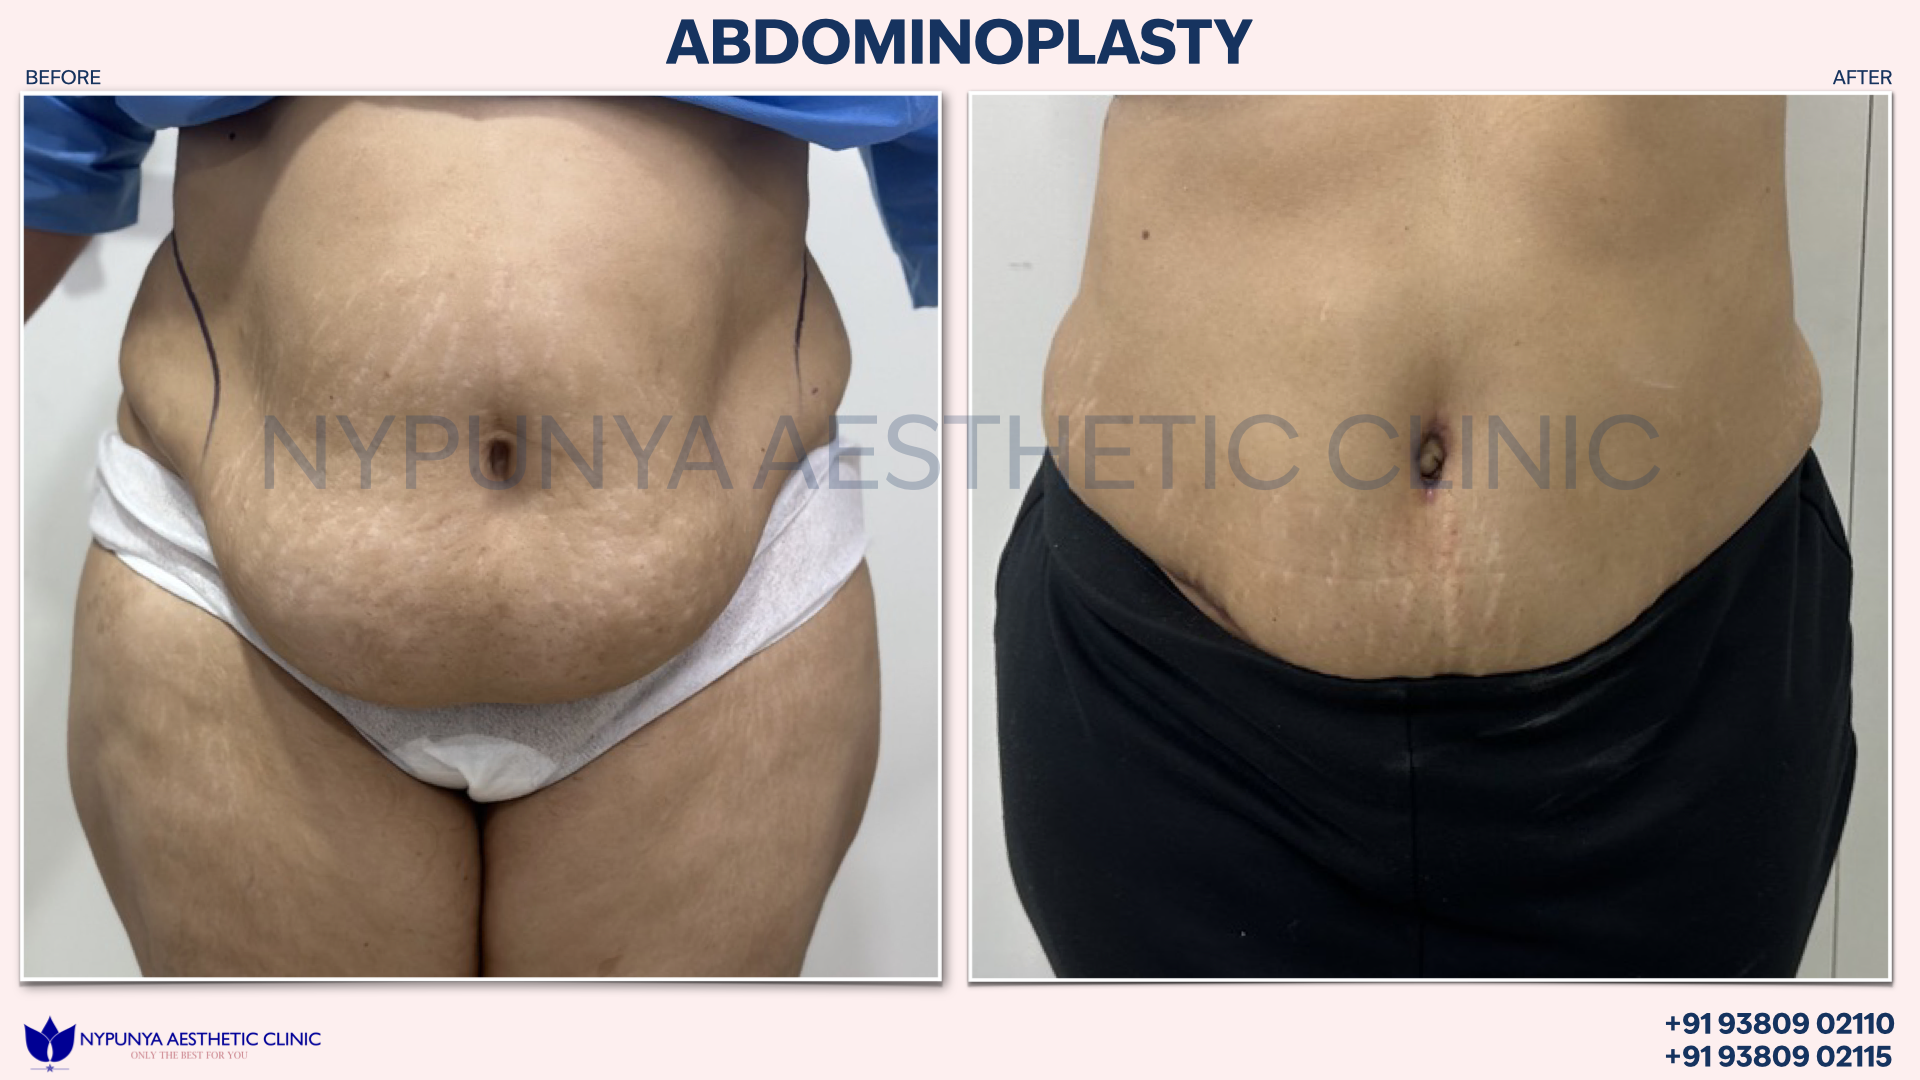 ABDOMINOPLASTY
BEFORE
AFTER
NYPUNYA AESTHETIC CLINIC
NYPUNYA AESTHETIC CLINIC
ONLY THE BEST FOR YOU
+91 93809 02110
+91 93809 02115